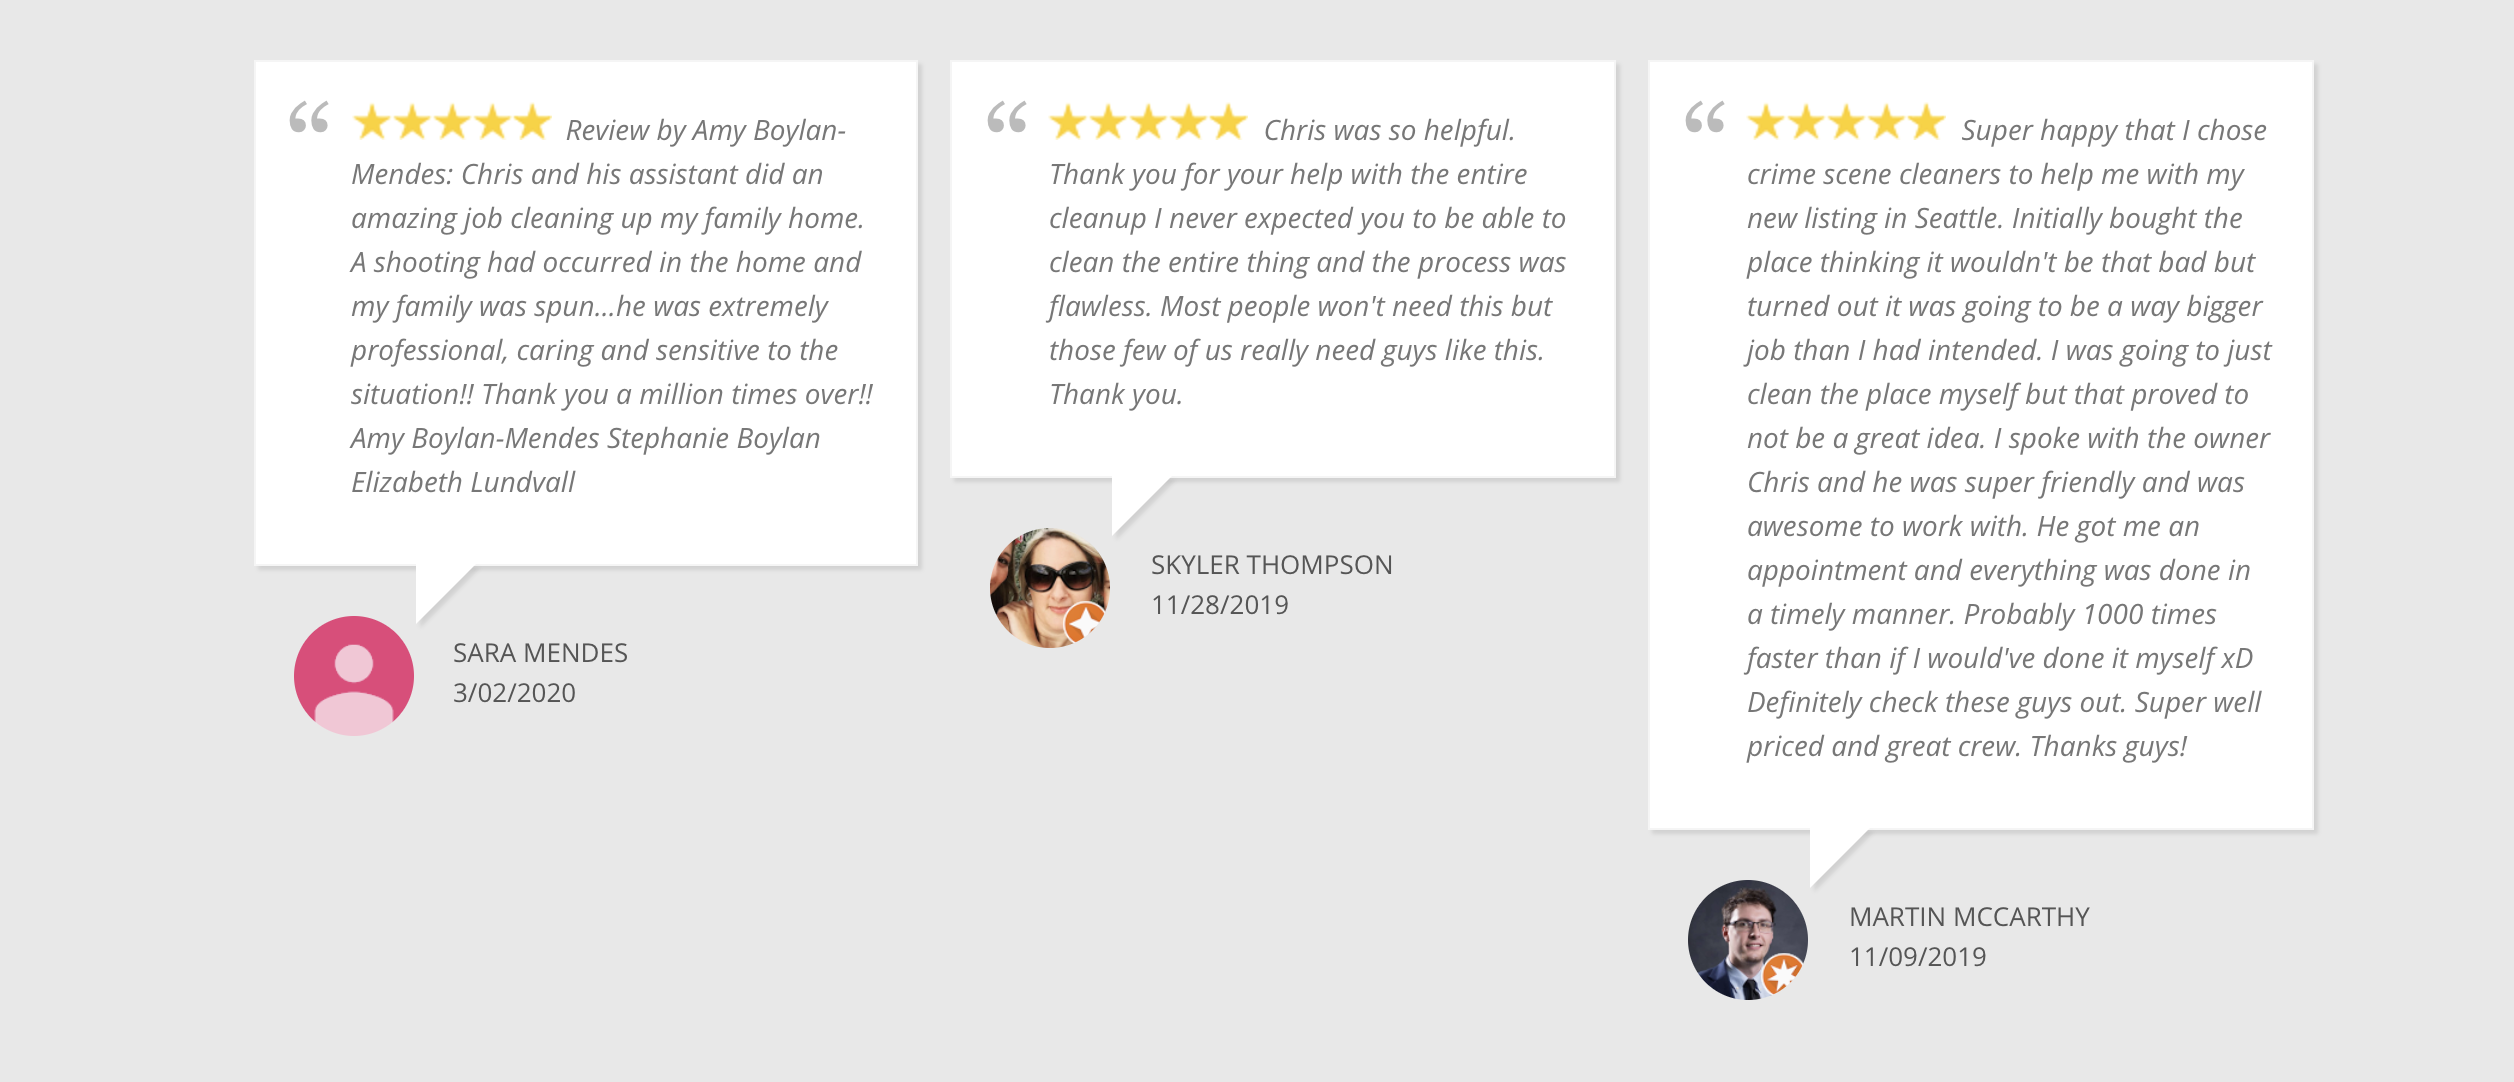 “ Review by Amy Boylan-
Mendes: Chris and his assistant did an
amazing job cleaning up my family home.
A shooting had occurred in the home and
my family was spun...he was extremely
professional, caring and sensitive to the
situation!! Thank you a million times over!!
Amy Boylan-Mendes Stephanie Boylan
Elizabeth Lundvall
SARA MENDES
3/02/2020
“ Chris was so helpful.
Thank you for your help with the entire
cleanup I never expected you to be able to
clean the entire thing and the process was
flawless. Most people won't need this but
those few of us really need guys like this.
Thank you.
SKYLER THOMPSON
11/28/2019
“ Super happy that I chose
crime scene cleaners to help me with my
new listing in Seattle. Initially bought the
place thinking it wouldn't be that bad but
turned out it was going to be a way bigger
job than I had intended. I was going to just
clean the place myself but that proved to
not be a great idea. I spoke with the owner
Chris and he was super friendly and was
awesome to work with. He got me an
appointment and everything was done in
a timely manner. Probably 1000 times
faster than if I would've done it myself xD
Definitely check these guys out. Super well
priced and great crew. Thanks guys!
MARTIN MCCARTHY
11/09/2019